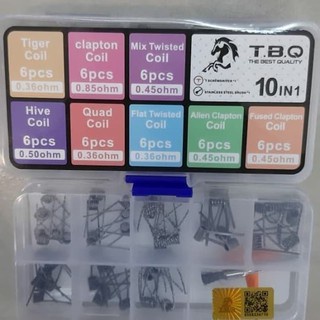 Tiger
Coil
6pcs
0.36ohm
clapton
Coil
6pcs
0.85ohm
Mix Twisted
Coil
6pcs
0.45ohm
T.B.Q
THE BEST QUALITY
10IN1
Hive
Coil
6pcs
0.50ohm
Quad
Coil
6pcs
0.36ohm
Flat Twisted
Coil
6pcs
0.36ohm
Alien Clapton
Coil
6pcs
0.45ohm
Fused Clapton
Coil
6pcs
0.45ohm